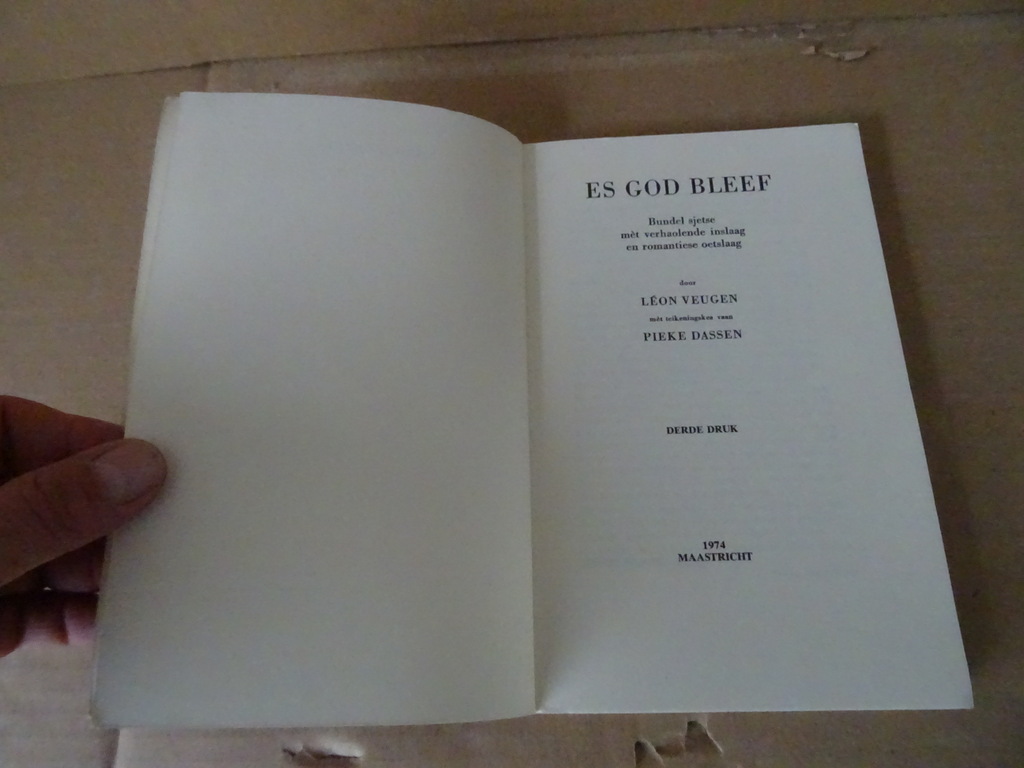 ES GOD BLEEF
Bundel sjetse
mèt verhaolende inslaag
en romantiese oetslaag
door
LÉON VEUGEN
mèt teikeningskes vaan
PIEKE DASSEN
DERDE DRUK
1974
MAASTRICHT